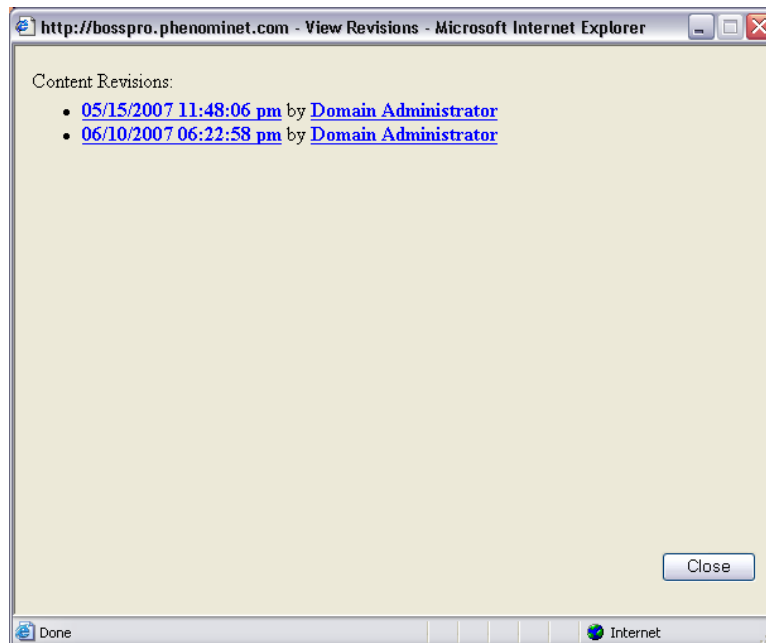 http://bosspro.phenominet.com - View Revisions - Microsoft Internet Explorer
Content Revisions:
• 05/15/2007 11:48:06 pm by Domain Administrator
• 06/10/2007 06:22:58 pm by Domain Administrator
Close
Done
Internet